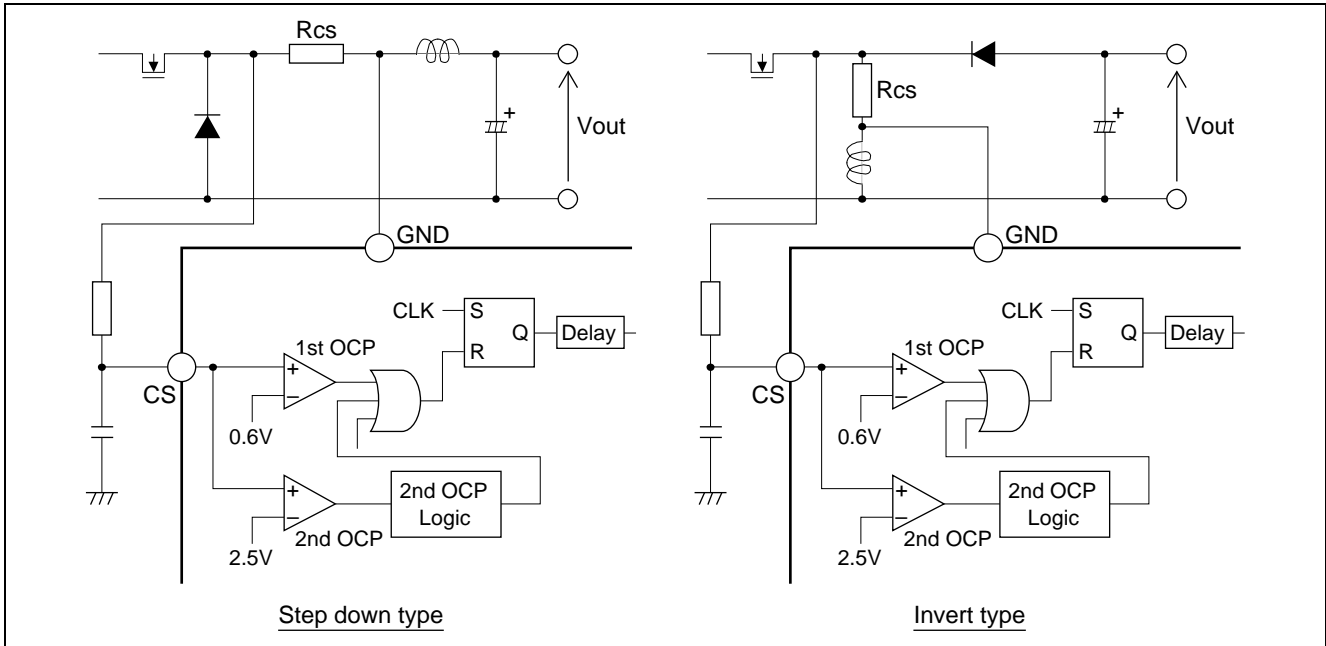 Rcs
+
Vout
GND
CLK
S
Q
R
Delay
1st OCP
+
−
CS
0.6V
+
−
2nd OCP
Logic
2nd OCP
2.5V
Step down type
Rcs
+
Vout
GND
CLK
S
Q
R
Delay
1st OCP
+
−
CS
0.6V
+
−
2nd OCP
Logic
2nd OCP
2.5V
Invert type